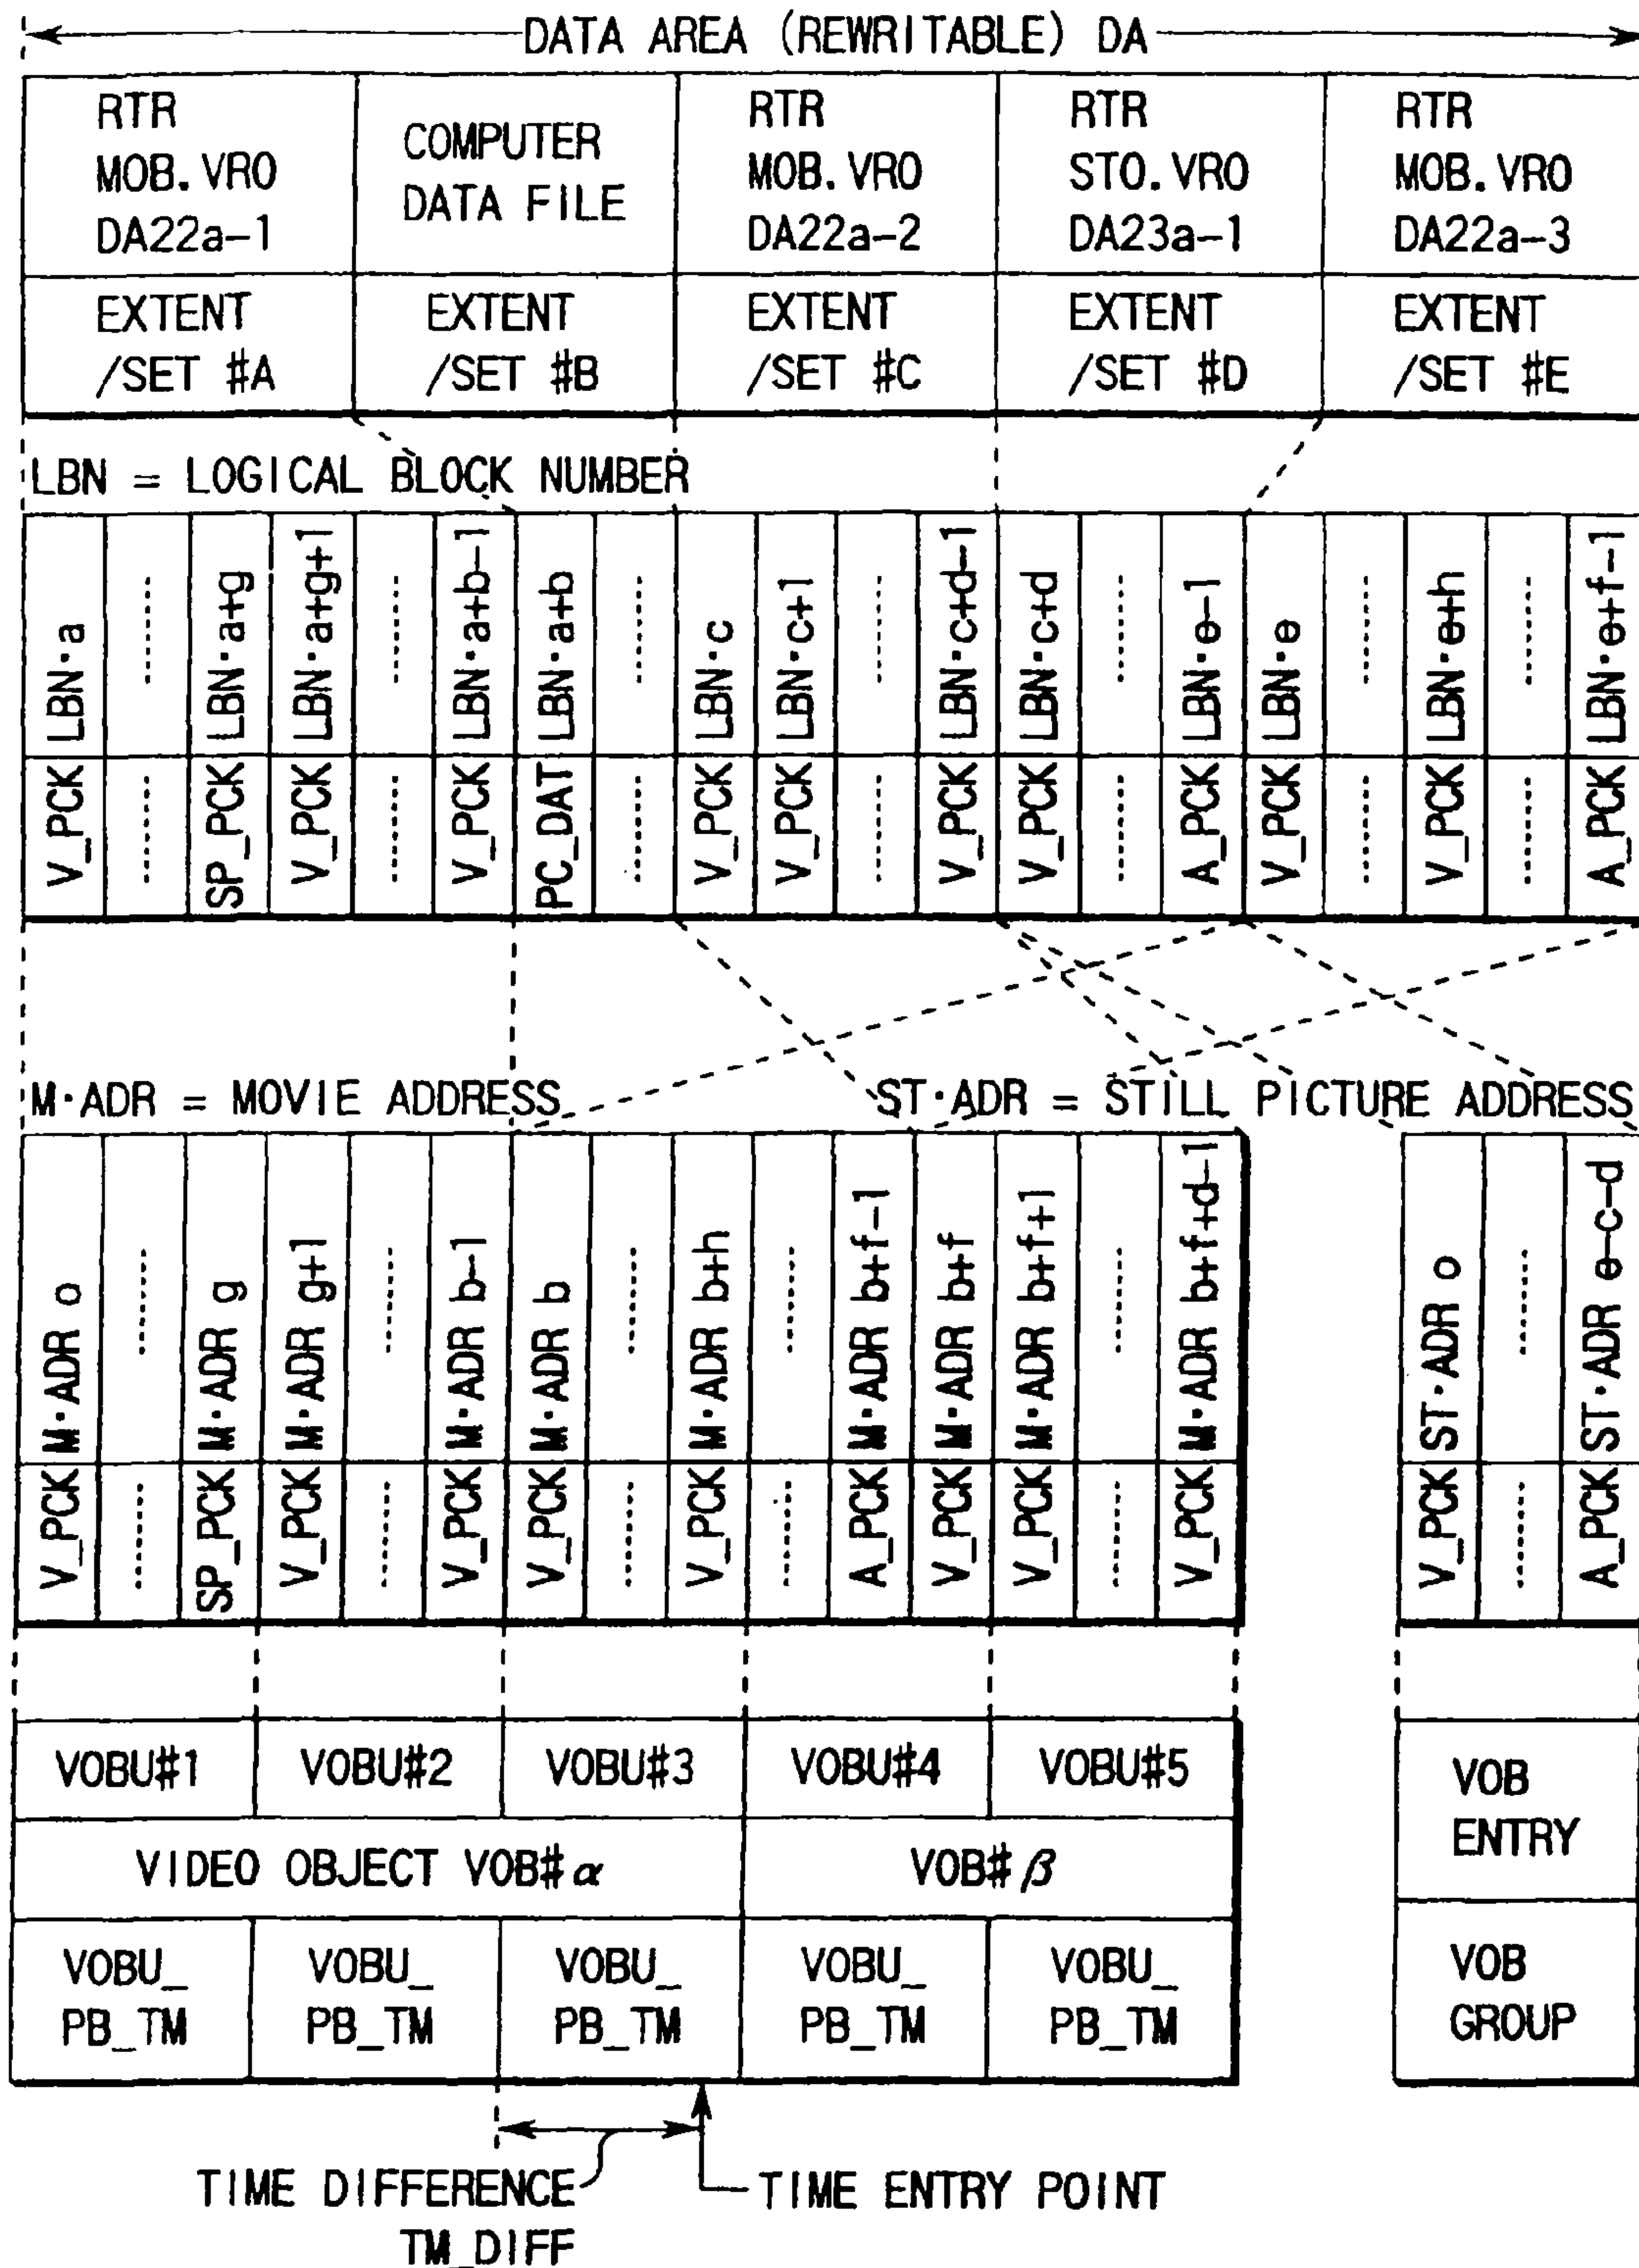 DATA AREA (REWRITABLE) DA
RTR
MOB.VRO
DA22a-1
COMPUTER
DATA FILE
RTR
MOB.VRO
DA22a-2
RTR
STO.VRO
DA23a-1
RTR
MOB.VRO
DA22a-3
EXTENT
/SET #A
EXTENT
/SET #B
EXTENT
/SET #C
EXTENT
/SET #D
EXTENT
/SET #E
LBN = LOGICAL BLOCK NUMBER
V_PCK LBN·a
SP_PCK LBN·a+g
V_PCK LBN·a+g+1
V_PCK LBN·a+b-1
PC_DAT LBN·a+b
V_PCK LBN·c
V_PCK LBN·c+1
V_PCK LBN·c+d-1
V_PCK LBN·c+d
A_PCK LBN·e-1
V_PCK LBN·e
V_PCK LBN·e+h
A_PCK LBN·e+f-1
M·ADR = MOVIE ADDRESS
ST·ADR = STILL PICTURE ADDRESS
V_PCK M·ADR o
SP_PCK M·ADR g
V_PCK M·ADR g+1
V_PCK M·ADR b-1
V_PCK M·ADR b
V_PCK M·ADR b+h
A_PCK M·ADR b+f-1
V_PCK M·ADR b+f
V_PCK M·ADR b+f+1
V_PCK M·ADR b+f+d-1
V_PCK ST·ADR o
A_PCK ST·ADR e-c-d
VOBU#1
VOBU#2
VOBU#3
VOBU#4
VOBU#5
VOB
ENTRY
VIDEO OBJECT VOB#α
VOB#β
VOBU_
PB_TM
VOBU_
PB_TM
VOBU_
PB_TM
VOBU_
PB_TM
VOBU_
PB_TM
VOB
GROUP
TIME DIFFERENCE
TM_DIFF
TIME ENTRY POINT